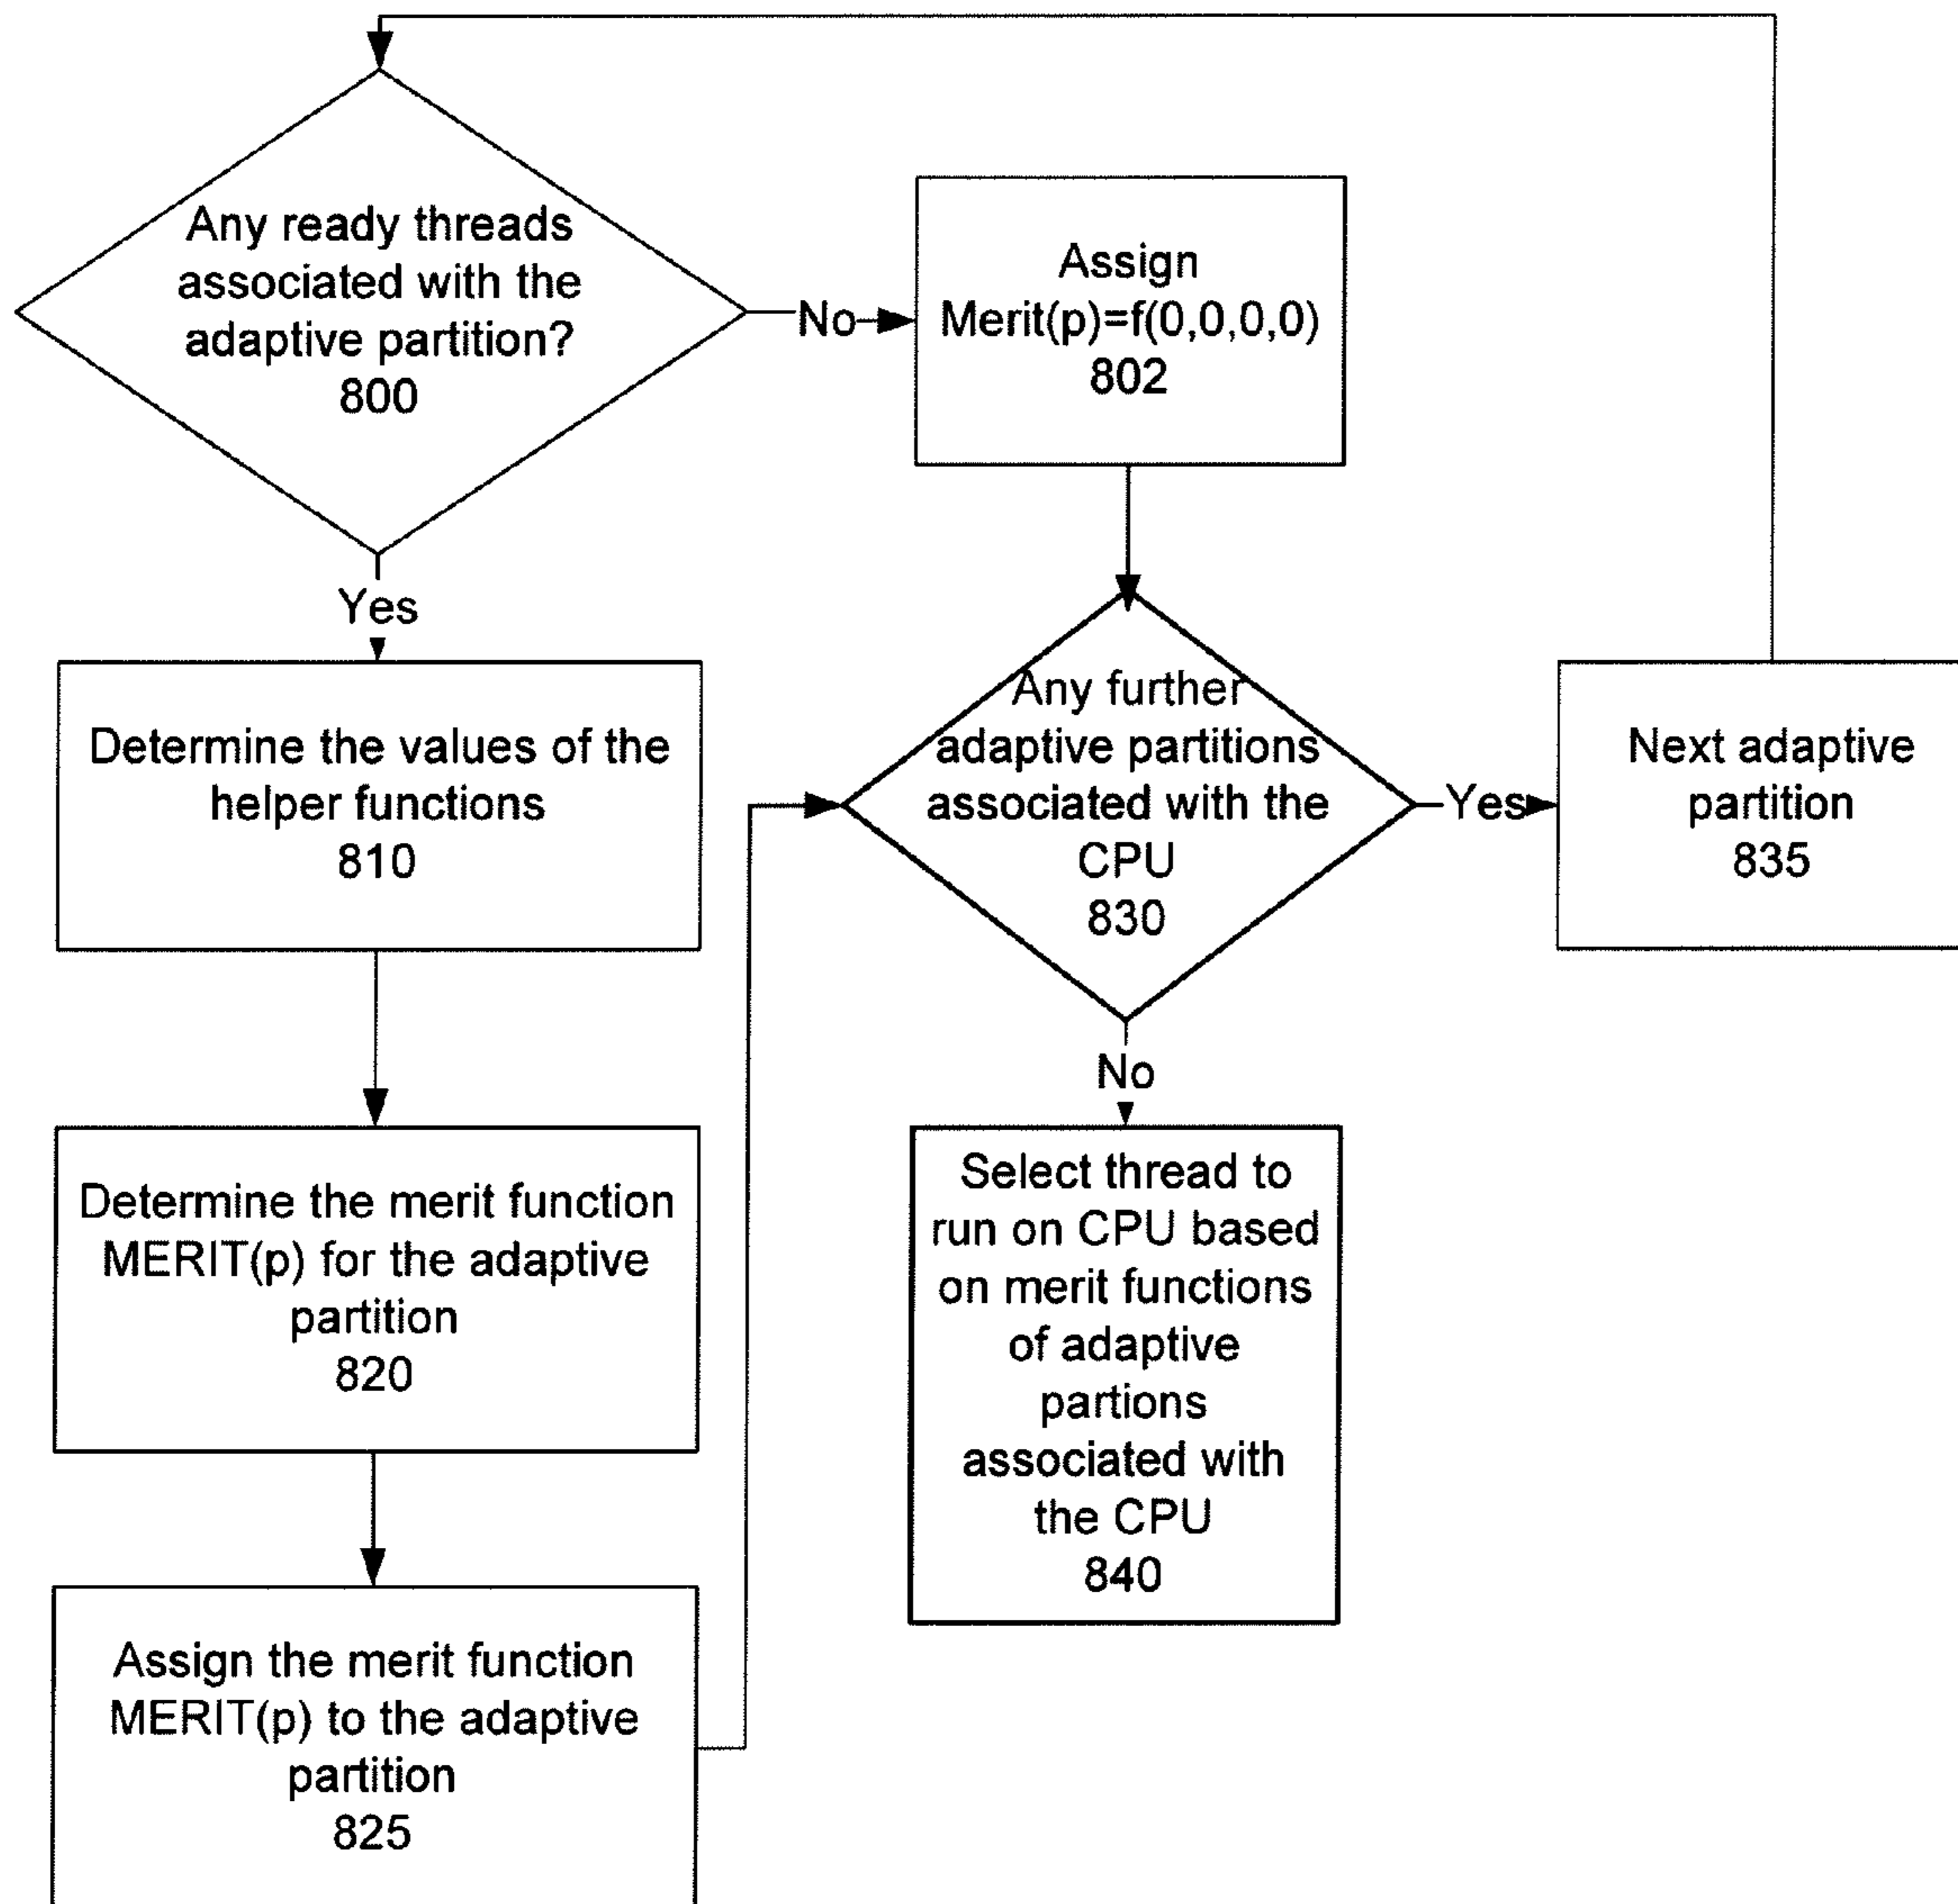 Any ready threads
associated with the
adaptive partition?
800
No
Assign
Merit(p)=f(0,0,0,0)
802
Yes
Determine the values of the
helper functions
810
Any further
adaptive partitions
associated with the
CPU
830
Yes
Next adaptive
partition
835
No
Determine the merit function
MERIT(p) for the adaptive
partition
820
Select thread to
run on CPU based
on merit functions
of adaptive
partions
associated with
the CPU
840
Assign the merit function
MERIT(p) to the adaptive
partition
825